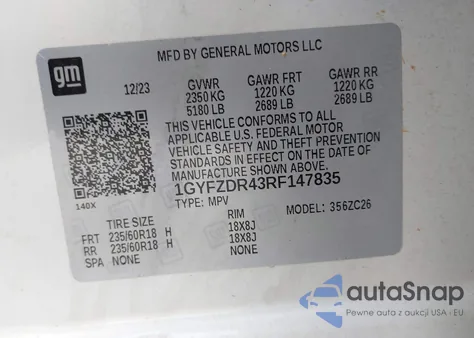 MFD BY GENERAL MOTORS LLC
gm
12/23
GVWR GAWR FRT GAWR RR
2350 KG 1220 KG 1220 KG
5180 LB 2689 LB 2689 LB
THIS VEHICLE CONFORMS TO ALL
APPLICABLE U.S. FEDERAL MOTOR
VEHICLE SAFETY AND THEFT
PREVENTION STANDARDS IN EFFECT ON
THE DATE OF MANUFACTURE SHOWN ABOVE.
1GYFZDR43RF147835
140X
TYPE: MPV
MODEL: 356ZC26
TIRE SIZE RIM
FRT 235/60R18 H 18X8J
RR 235/60R18 H 18X8J
SPA NONE NONE
autoSnap
Pewne auta z aukcji USA - EU